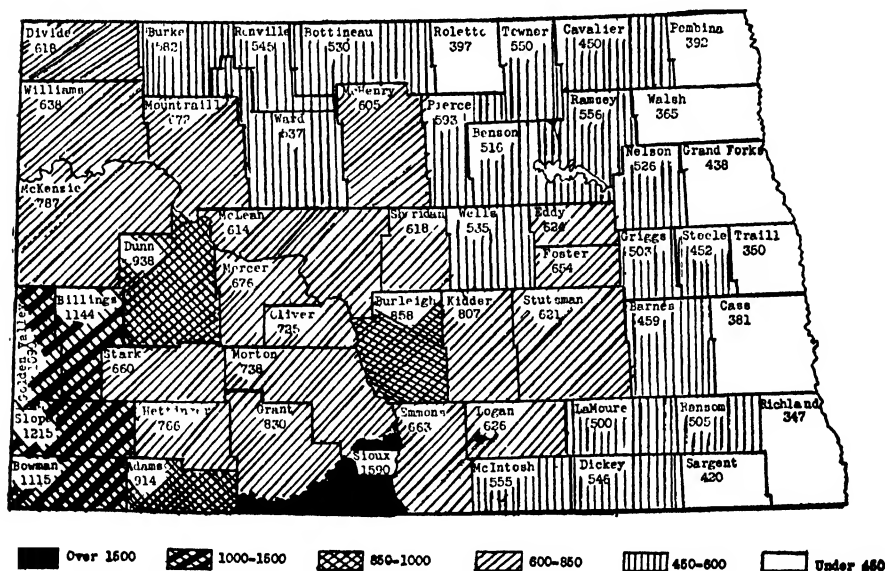 Divide
618
Burke
582
Renville
545
Bottineau
530
Rolette
397
Towner
550
Cavalier
450
Pembina
392
Williams
638
Mountraill
672
Ward
537
McHenry
605
Pierce
593
Benson
516
Ramsey
556
Walsh
365
Nelson
526
Grand Forks
438
McKenzie
787
Dunn
938
McLean
614
Mercer
676
Oliver
725
Sheridan
618
Wells
535
Eddy
Foster
654
Griggs
503
Steele
452
Traill
350
Golden Valley
Billings
1144
Burleigh
858
Kidder
807
Stutsman
621
Barnes
459
Cass
381
Stark
660
Morton
738
Slope
1215
Hettinger
766
Grant
830
Emmons
663
Logan
626
LaMoure
500
Ransom
505
Richland
347
Bowman
1115
Adams
914
Sioux
1590
McIntosh
555
Dickey
546
Sargent
420
Over 1500 1000-1500 850-1000 600-850 450-600 Under 450